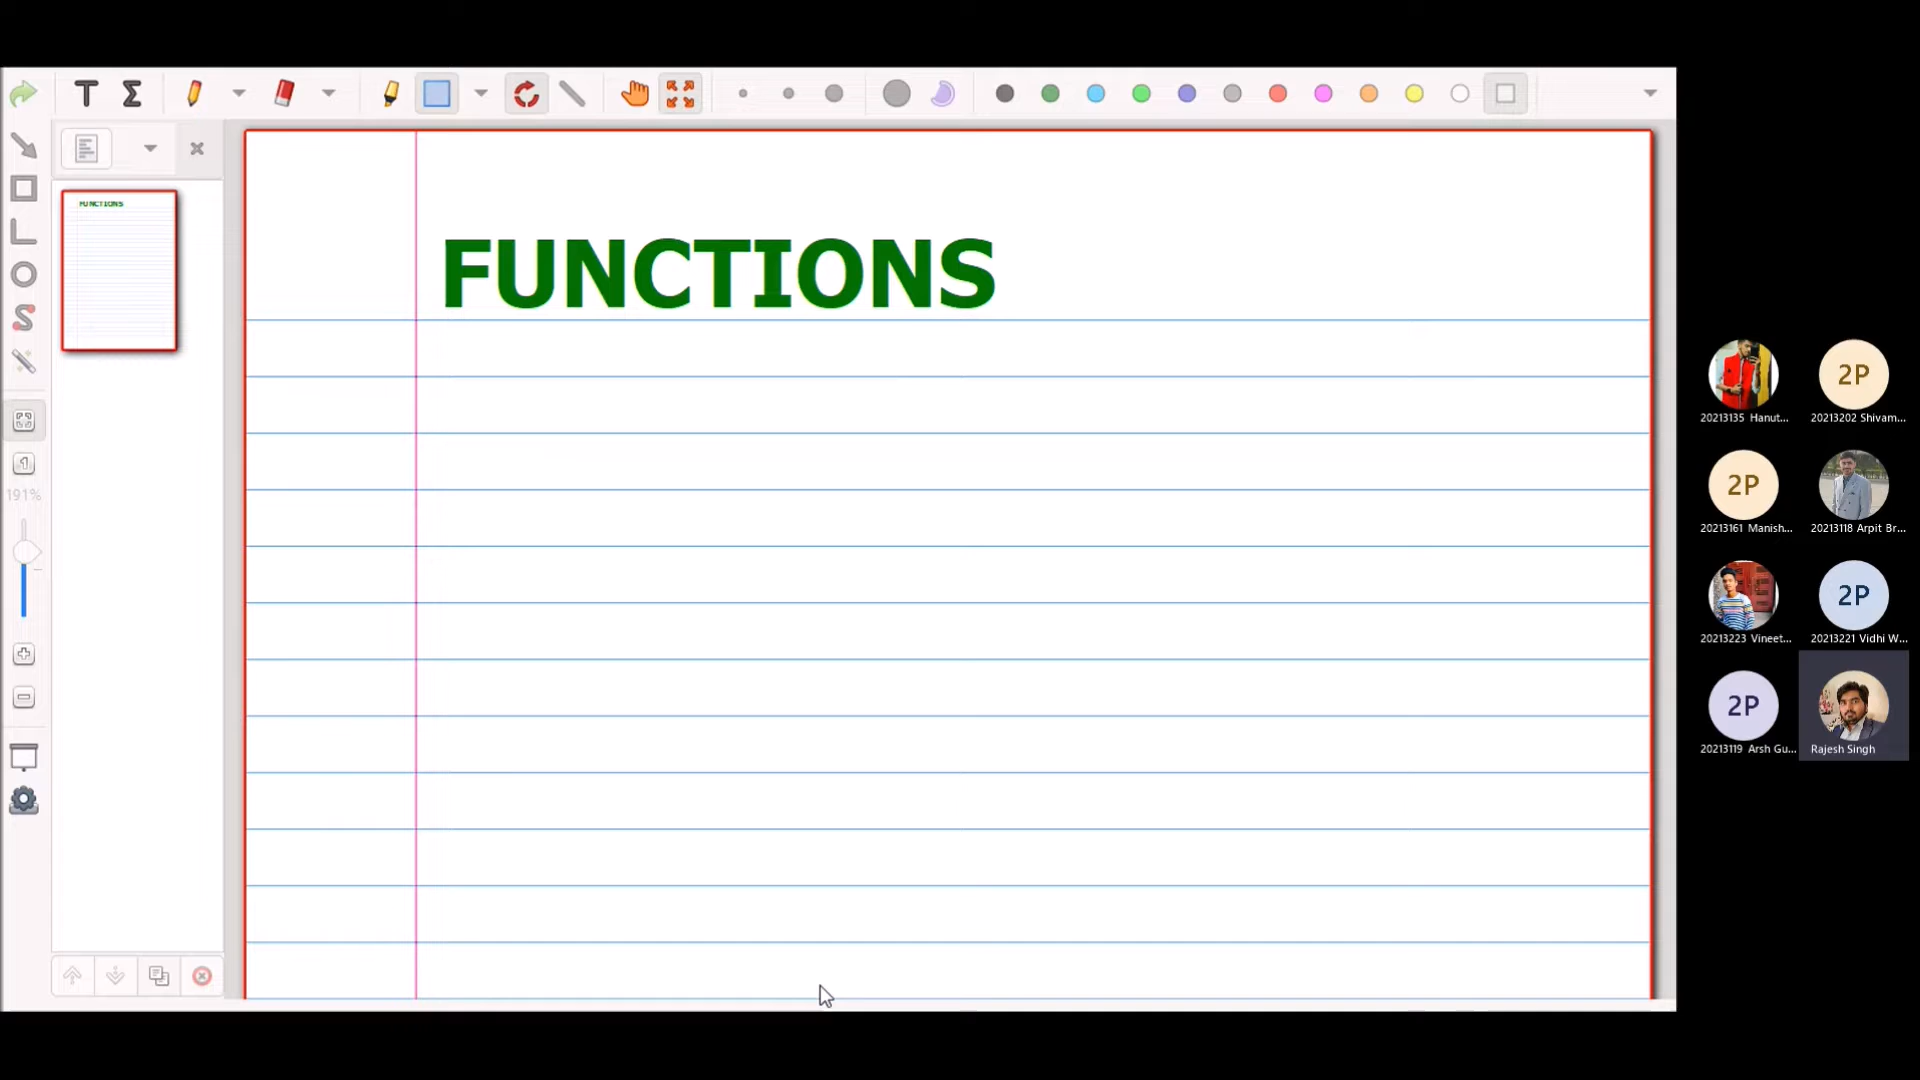 FUNCTIONS
FUNCTIONS
191%
2P
20213135 Hanut...
20213202 Shivam...
2P
20213161 Manish...
20213118 Arpit Br...
2P
20213223 Vineet...
20213221 Vidhi W...
2P
20213119 Arsh Gu...
Rajesh Singh